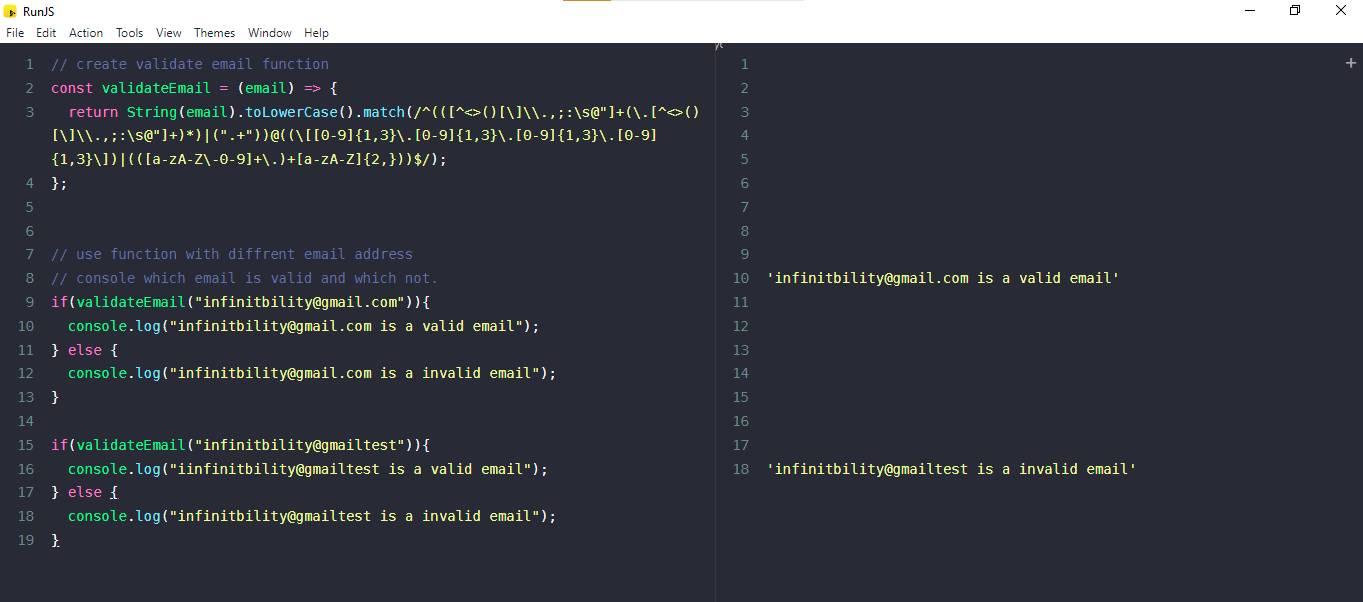 RunJS
File Edit Action Tools View Themes Window Help
1 // create validate email function
2 const validateEmail = (email) => {
3 return String(email).toLowerCase().match(/^(([^<>()[\]\\.,;:\s@"]+(\.[^<>()
[\]\\.,;:\s@"]+)*)|(".+"))@((\[[0-9]{1,3}\.[0-9]{1,3}\.[0-9]{1,3}\.[0-9]
{1,3}\])|(([a-zA-Z\-0-9]+\.)+[a-zA-Z]{2,}))$/);
4 };
5
6
7 // use function with diffrent email address
8 // console which email is valid and which not.
9 if(validateEmail("infinitbility@gmail.com")){
10 console.log("infinitbility@gmail.com is a valid email");
11 } else {
12 console.log("infinitbility@gmail.com is a invalid email");
13 }
14
15 if(validateEmail("infinitbility@gmailtest")){
16 console.log("iinfinitbility@gmailtest is a valid email");
17 } else {
18 console.log("infinitbility@gmailtest is a invalid email");
19 }
+
1
2
3
4
5
6
7
8
9
10 'infinitbility@gmail.com is a valid email'
11
12
13
14
15
16
17
18 'infinitbility@gmailtest is a invalid email'